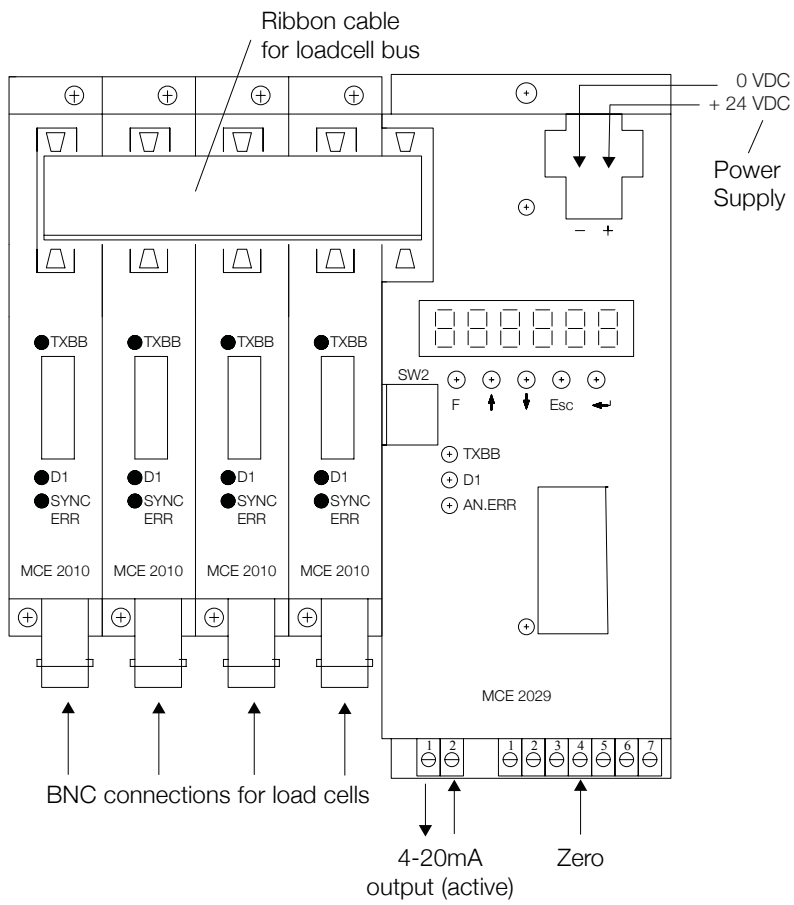 Ribbon cable
for loadcell bus
0 VDC
+ 24 VDC
Power
Supply
− +
TXBB TXBB TXBB TXBB
SW2
F Esc
TXBB
D1
AN.ERR
D1 D1 D1 D1
SYNC SYNC SYNC SYNC
ERR ERR ERR ERR
MCE 2010 MCE 2010 MCE 2010 MCE 2010
MCE 2029
1 2 1 2 3 4 5 6 7
BNC connections for load cells
4-20mA
output (active)
Zero